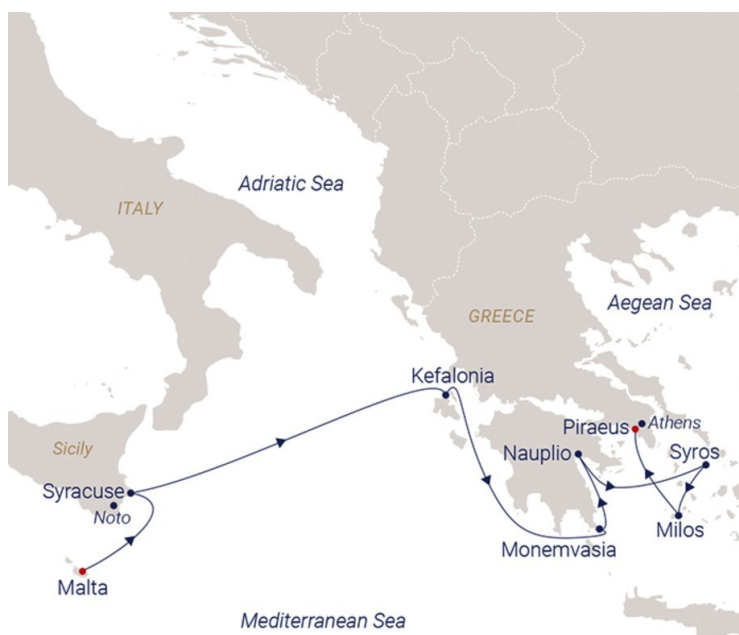 Adriatic Sea
ITALY
Aegean Sea
GREECE
Kefalonia
Piraeus
Athens
Sicily
Nauplio
Syros
Syracuse
Noto
Milos
Monemvasia
Malta
Mediterranean Sea